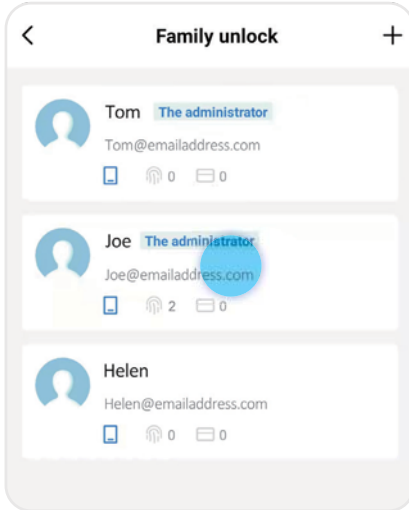 Family unlock
Tom The administrator
Tom@emailaddress.com
0 0
Joe The administrator
Joe@emailaddress.com
2 0
Helen
Helen@emailaddress.com
0 0